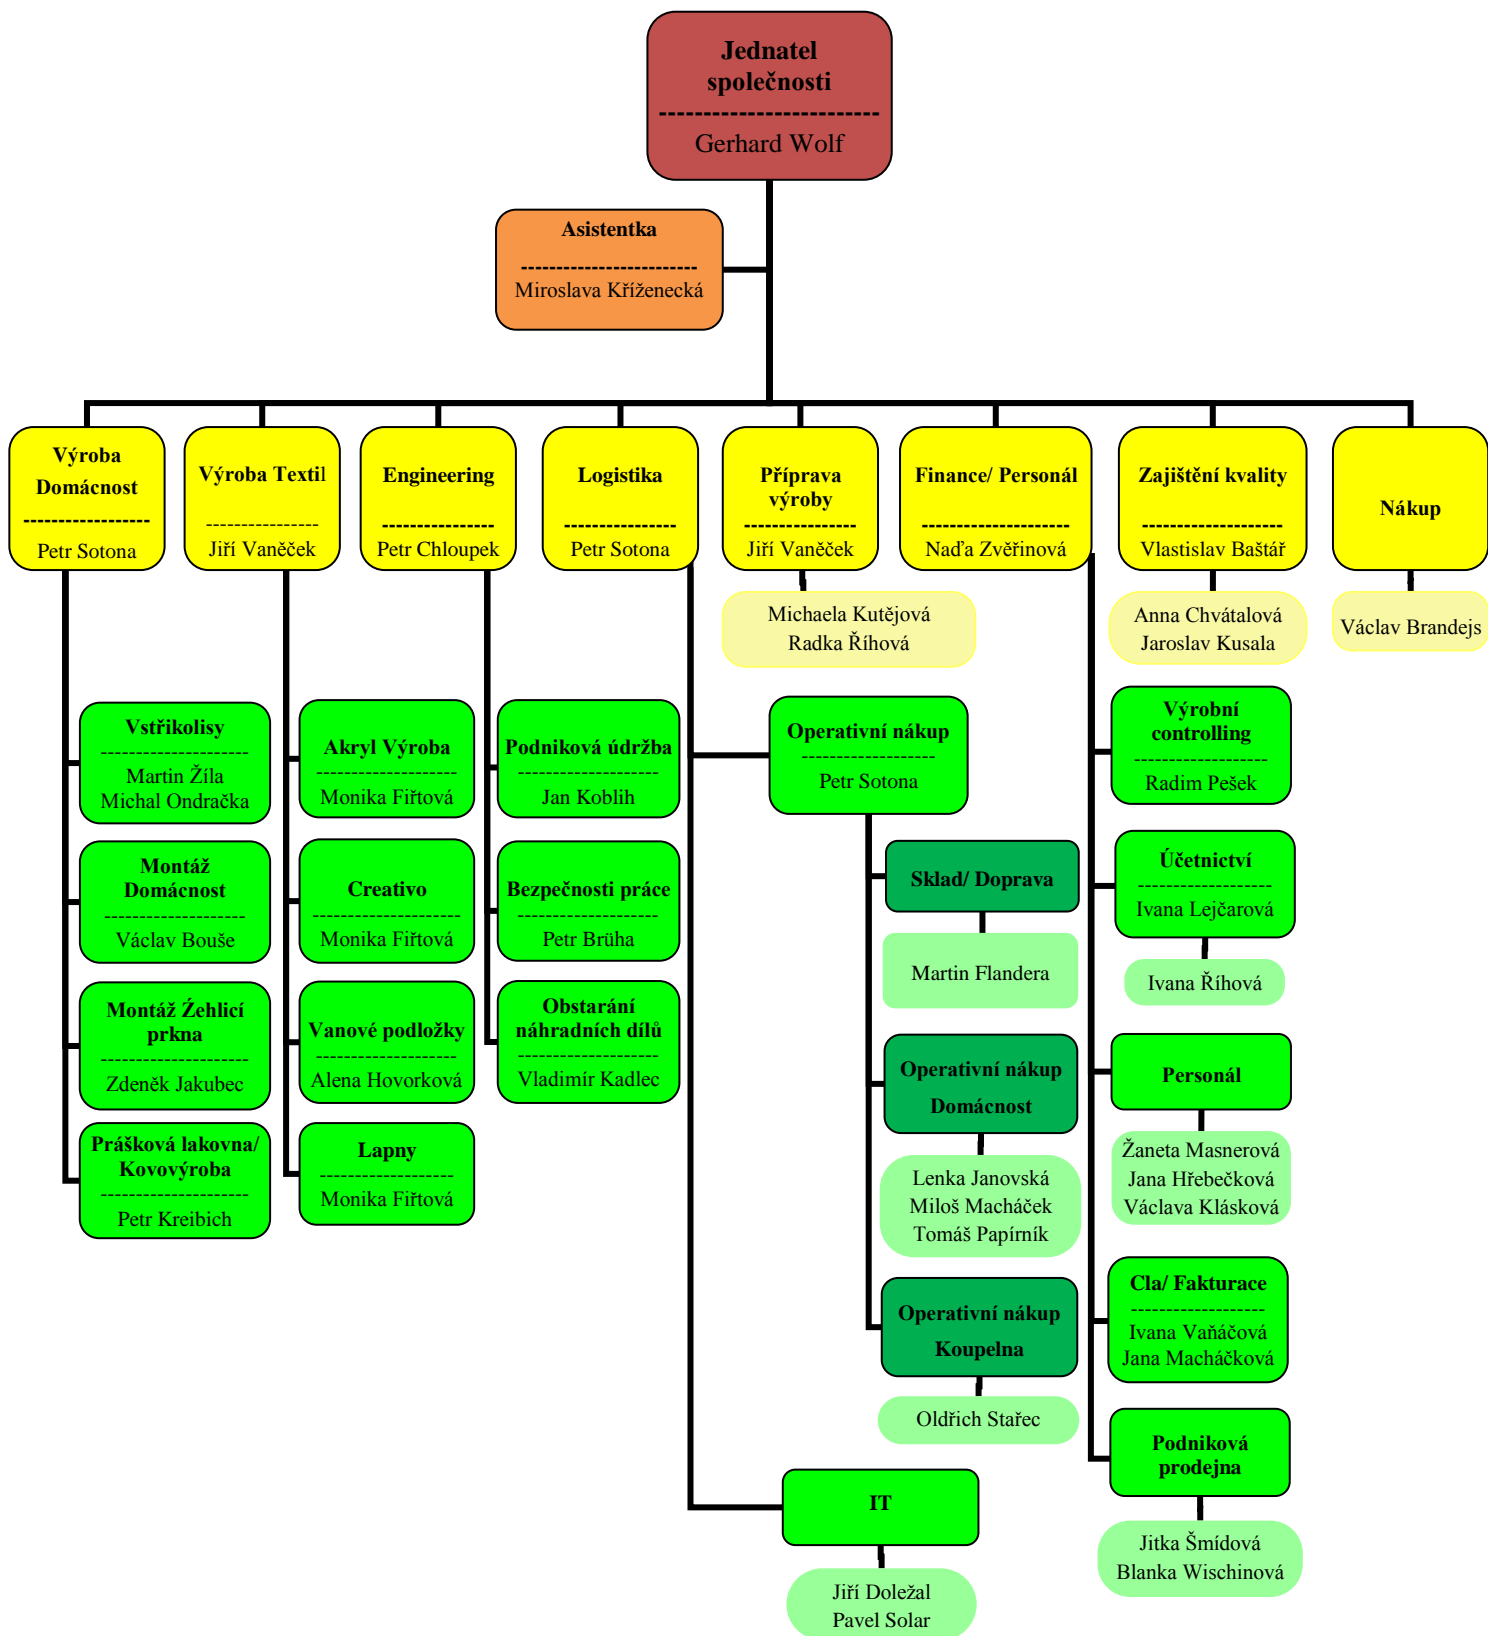 Jednatel
společnosti
-------------------------
Gerhard Wolf
Asistentka
-------------------------
Miroslava Kříženecká
Výroba
Domácnost
------------------
Petr Sotona
Výroba Textil
----------------
Jiří Vaněček
Engineering
----------------
Petr Chloupek
Logistika
----------------
Petr Sotona
Příprava
výroby
----------------
Jiří Vaněček
Finance/ Personál
---------------------
Naďa Zvěřinová
Zajištění kvality
--------------------
Vlastislav Baštář
Nákup
Michaela Kutějová
Radka Říhová
Anna Chvátalová
Jaroslav Kusala
Václav Brandejs
Vstřikolisy
---------------------
Martin Žíla
Michal Ondračka
Montáž
Domácnost
--------------------
Václav Bouše
Montáž Źehlicí
prkna
---------------------
Zdeněk Jakubec
Prášková lakovna/
Kovovýroba
---------------------
Petr Kreibich
Akryl Výroba
--------------------
Monika Fiřtová
Creativo
---------------------
Monika Fiřtová
Vanové podložky
--------------------
Alena Hovorková
Lapny
-------------------
Monika Fiřtová
Podniková údržba
--------------------
Jan Koblih
Bezpečnosti práce
--------------------
Petr Brüha
Obstarání
náhradních dílů
--------------------
Vladimír Kadlec
Operativní nákup
-------------------
Petr Sotona
Sklad/ Doprava
Martin Flandera
Operativní nákup
Domácnost
Lenka Janovská
Miloš Macháček
Tomáš Papírník
Operativní nákup
Koupelna
Oldřich Stařec
IT
Jiří Doležal
Pavel Solar
Výrobní
controlling
-------------------
Radim Pešek
Účetnictví
-------------------
Ivana Lejčarová
Ivana Říhová
Personál
Žaneta Masnerová
Jana Hřebečková
Václava Klásková
Cla/ Fakturace
-------------------
Ivana Vaňáčová
Jana Macháčková
Podniková
prodejna
Jitka Šmídová
Blanka Wischinová